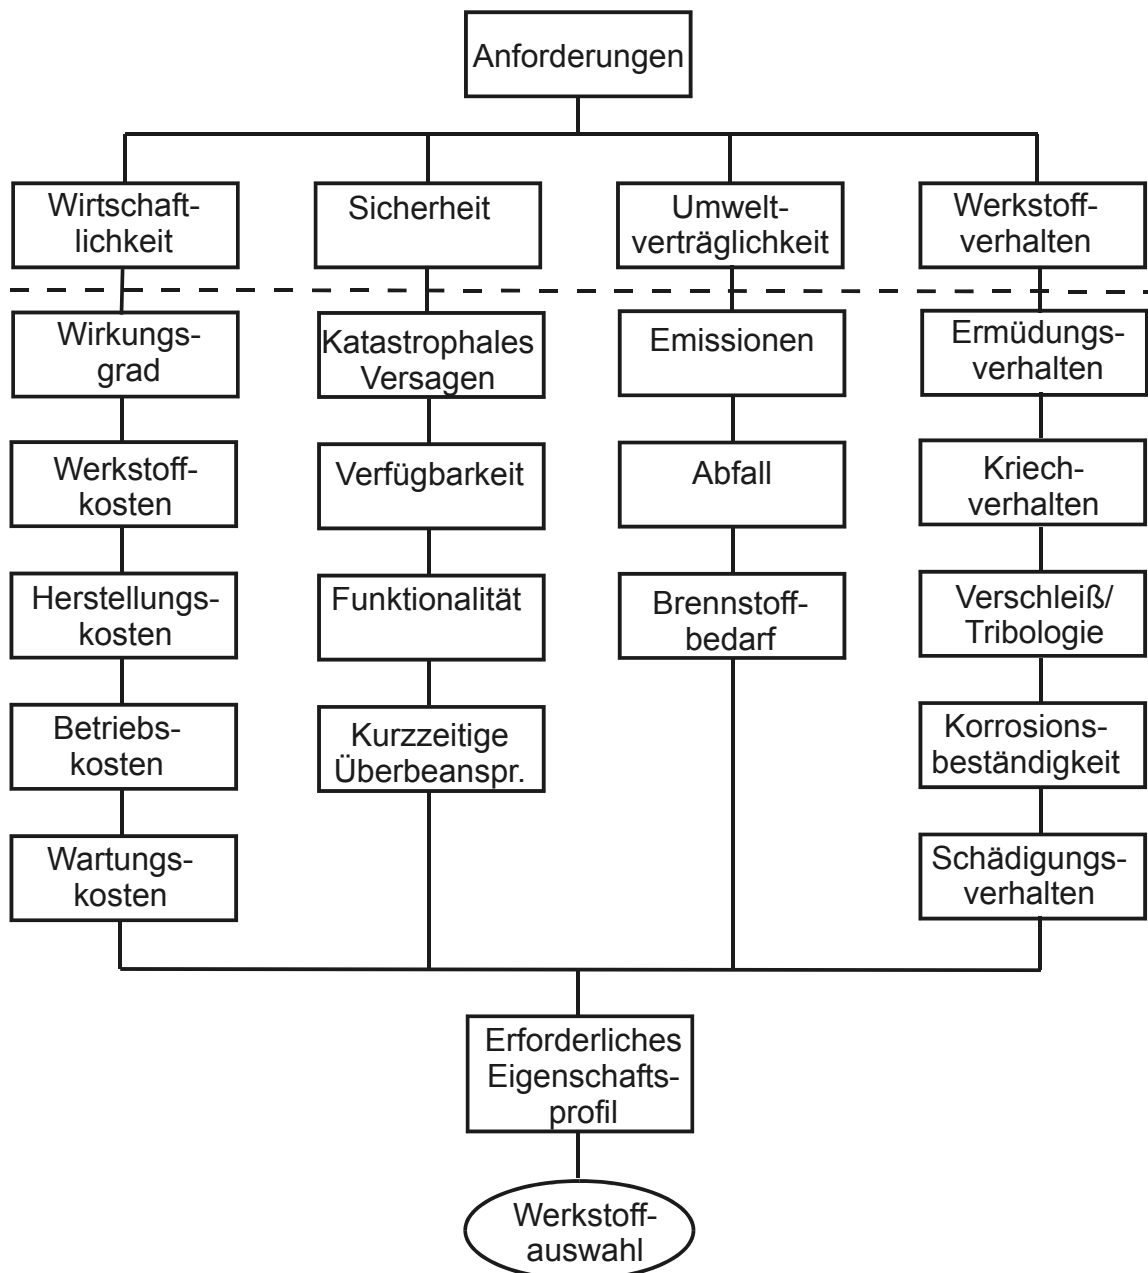 Anforderungen
Wirtschaft-
lichkeit
Sicherheit
Umwelt-
verträglichkeit
Werkstoff-
verhalten
Wirkungs-
grad
Werkstoff-
kosten
Herstellungs-
kosten
Betriebs-
kosten
Wartungs-
kosten
Katastrophales
Versagen
Verfügbarkeit
Funktionalität
Kurzzeitige
Überbeanspr.
Emissionen
Abfall
Brennstoff-
bedarf
Ermüdungs-
verhalten
Kriech-
verhalten
Verschleiß/
Tribologie
Korrosions-
beständigkeit
Schädigungs-
verhalten
Erforderliches
Eigenschafts-
profil
Werkstoff-
auswahl